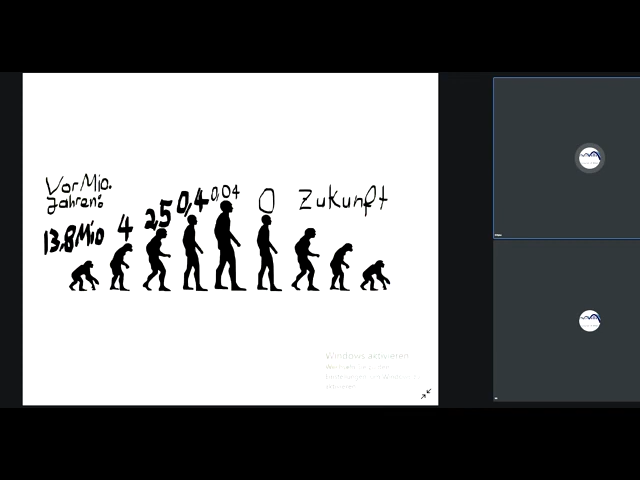 Vor Mio.
Jahren:
13,8 Mio 4 2,5 0,4 0,04 0 Zukunft
Windows aktivieren